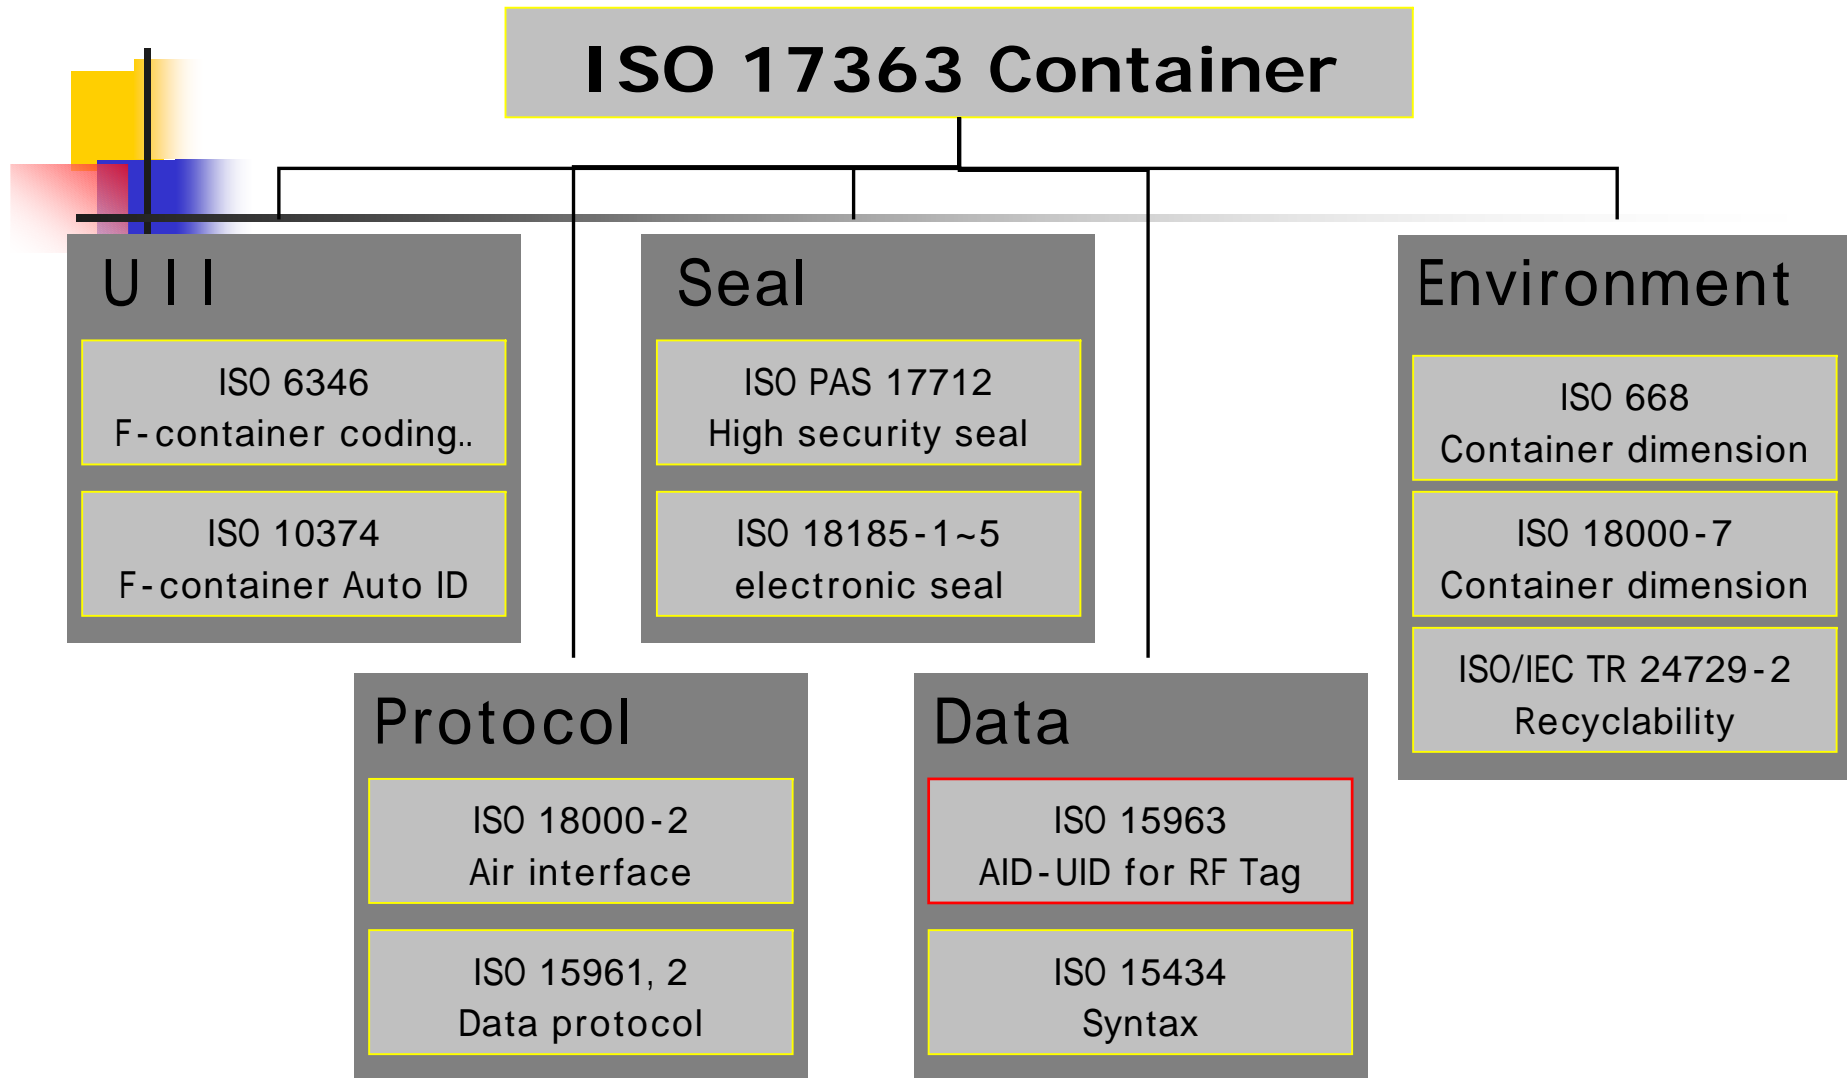 ISO 17363 Container
UII
ISO 6346
F-container coding..
ISO 10374
F-container Auto ID
Seal
ISO PAS 17712
High security seal
ISO 18185-1~5
electronic seal
Environment
ISO 668
Container dimension
ISO 18000-7
Container dimension
ISO/IEC TR 24729-2
Recyclability
Protocol
ISO 18000-2
Air interface
ISO 15961, 2
Data protocol
Data
ISO 15963
AID-UID for RF Tag
ISO 15434
Syntax